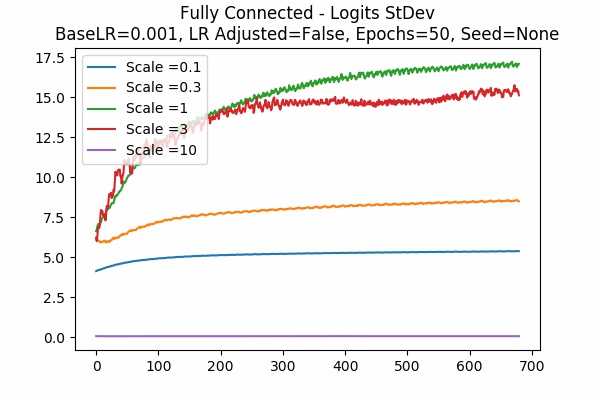 Fully Connected - Logits StDev
BaseLR=0.001, LR Adjusted=False, Epochs=50, Seed=None
17.5
15.0
12.5
10.0
7.5
5.0
2.5
0.0
Scale =0.1
Scale =0.3
Scale =1
Scale =3
Scale =10
0 100 200 300 400 500 600 700